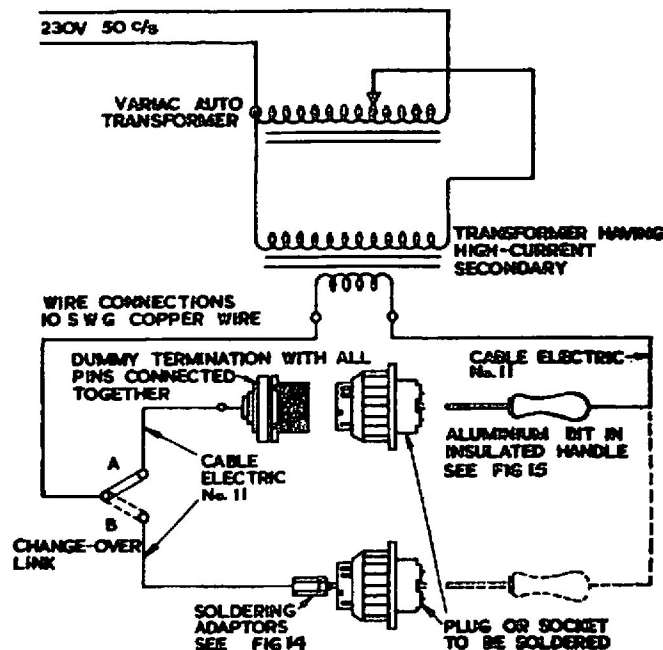 230V 50 c/s
VARIAC AUTO
TRANSFORMER
TRANSFORMER HAVING
HIGH-CURRENT
SECONDARY
WIRE CONNECTIONS
10 S W G COPPER WIRE
DUMMY TERMINATION WITH ALL
PINS CONNECTED
TOGETHER
CABLE ELECTRIC
No. 11
ALUMINIUM BIT IN
INSULATED HANDLE
SEE FIG 15
A
CABLE
ELECTRIC
No. 11
B
CHANGE-OVER
LINK
SOLDERING
ADAPTORS
SEE FIG 14
PLUG OR SOCKET
TO BE SOLDERED